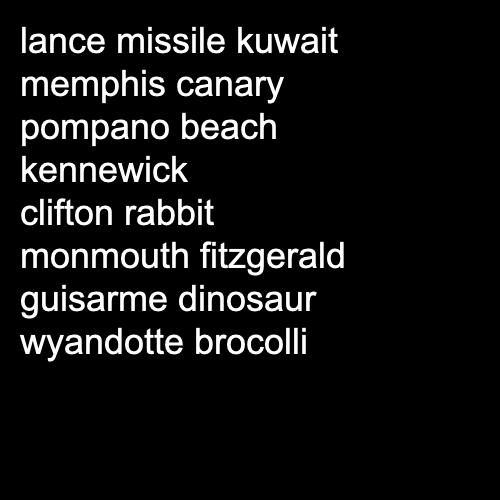 lance missile kuwait
memphis canary
pompano beach
kennewick
clifton rabbit
monmouth fitzgerald
guisarme dinosaur
wyandotte brocolli